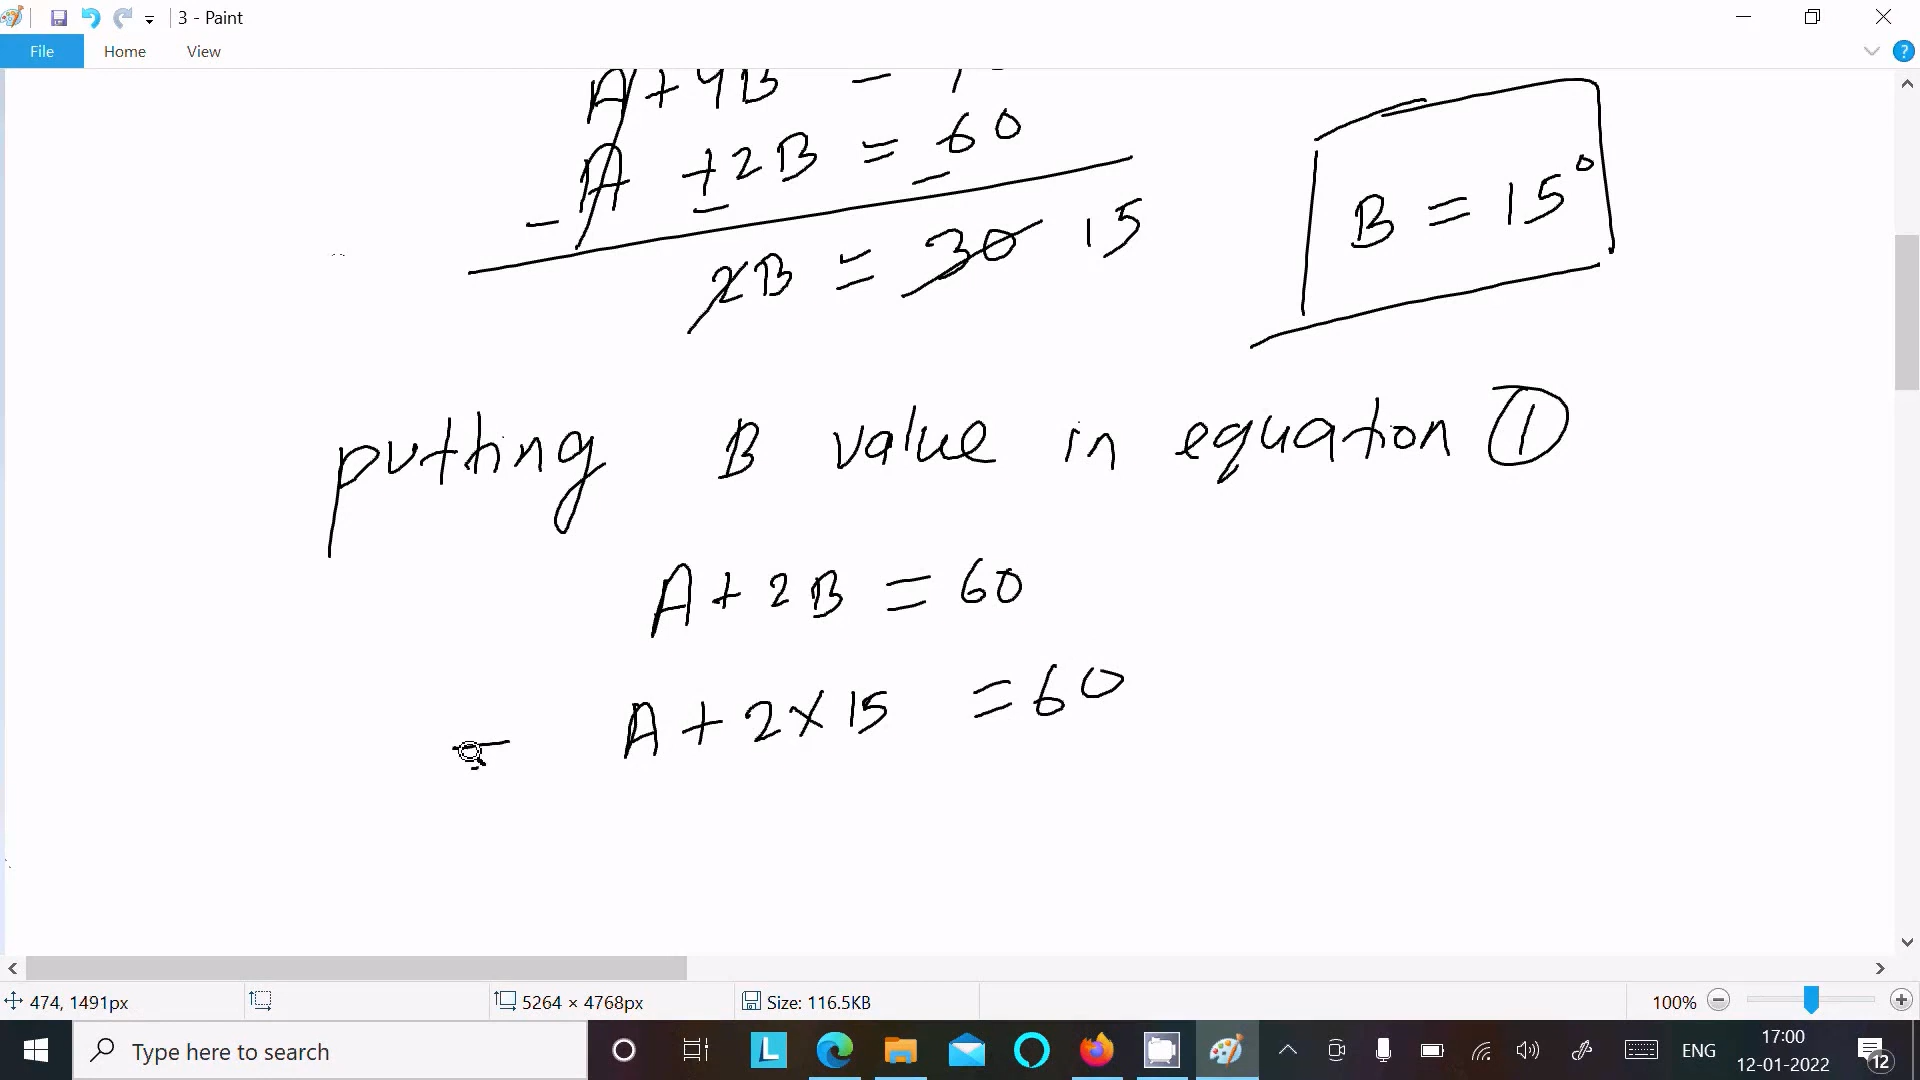 3 - Paint
File Home View
A + 4B =
A + 2B = 60
2B = 30 15
B = 15°
putting B value in equation ①
A + 2B = 60
A + 2 × 15 = 60
474, 1491px 5264 × 4768px Size: 116.5KB 100%
Type here to search
L
ENG
17:00
12-01-2022
12